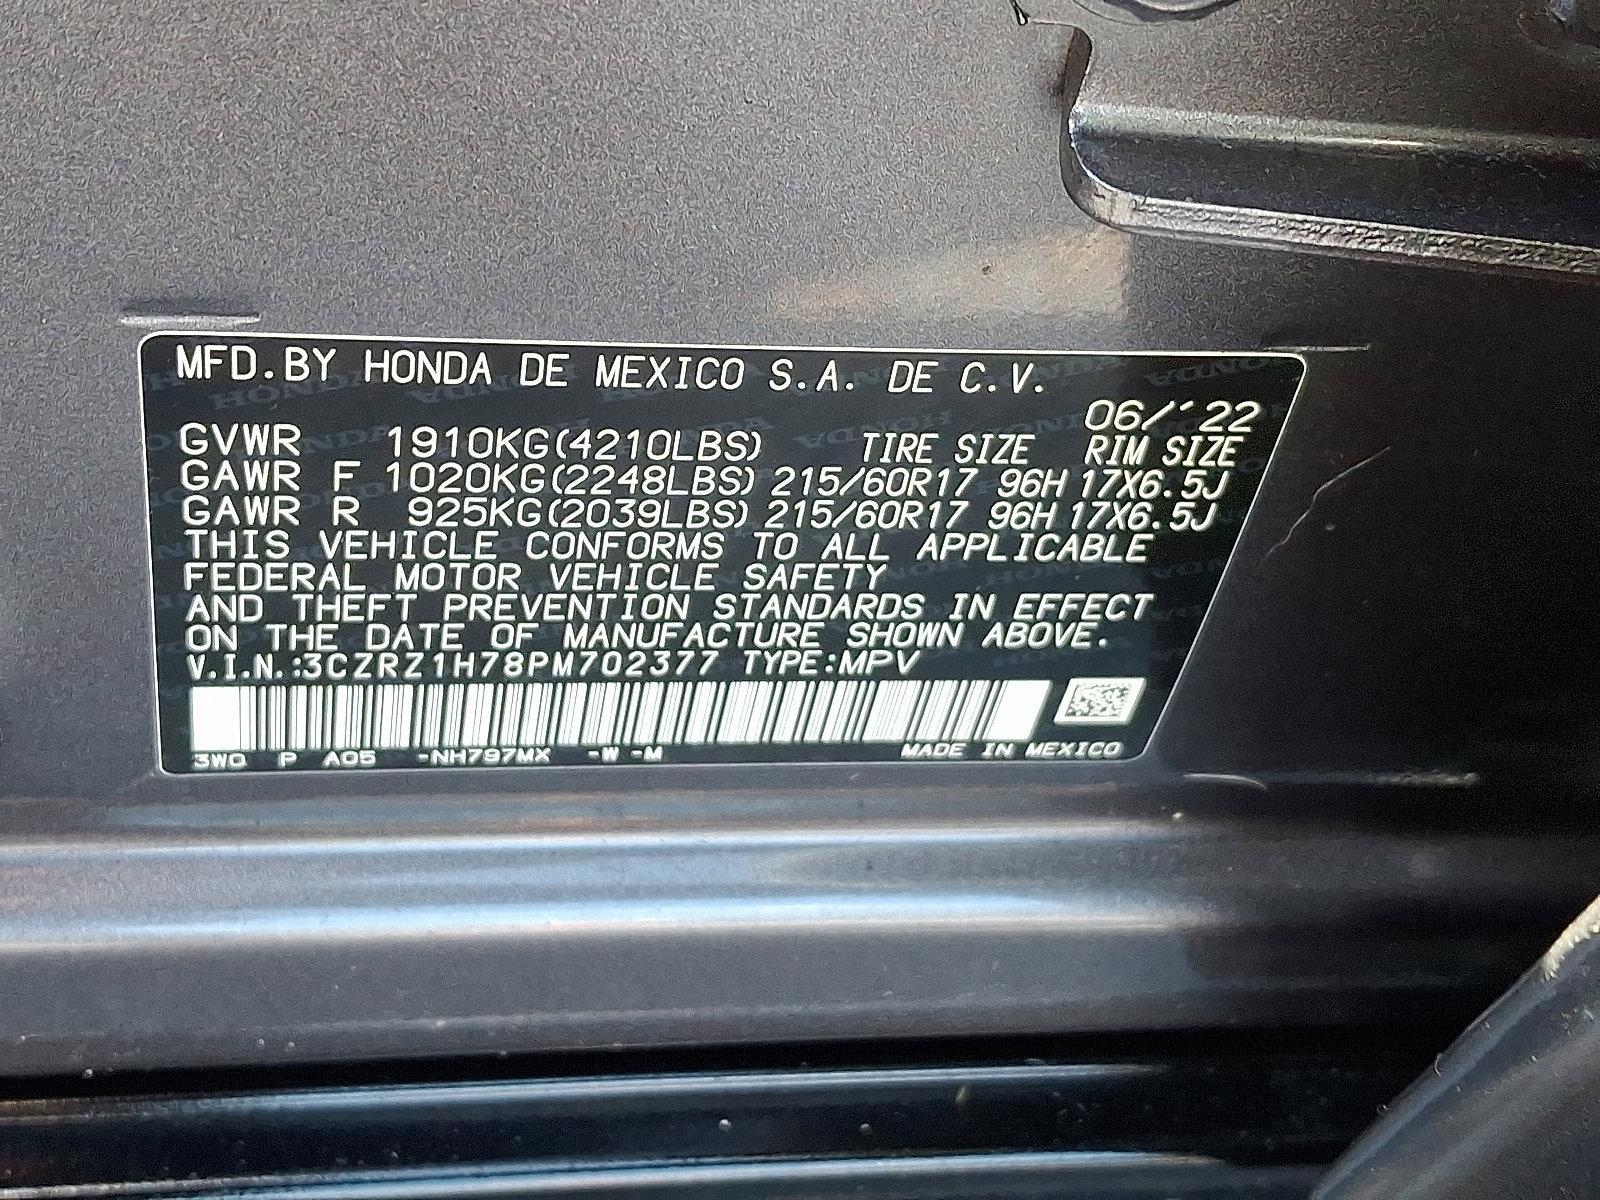 MFD.BY HONDA DE MEXICO S.A. DE C.V.
06/'22
GVWR 1910KG(4210LBS) TIRE SIZE RIM SIZE
GAWR F 1020KG(2248LBS) 215/60R17 96H 17X6.5J
GAWR R 925KG(2039LBS) 215/60R17 96H 17X6.5J
THIS VEHICLE CONFORMS TO ALL APPLICABLE
FEDERAL MOTOR VEHICLE SAFETY
AND THEFT PREVENTION STANDARDS IN EFFECT
ON THE DATE OF MANUFACTURE SHOWN ABOVE.
V.I.N.:3CZRZ1H78PM702377 TYPE:MPV
3W0 P A05 -NH797MX -W -M MADE IN MEXICO